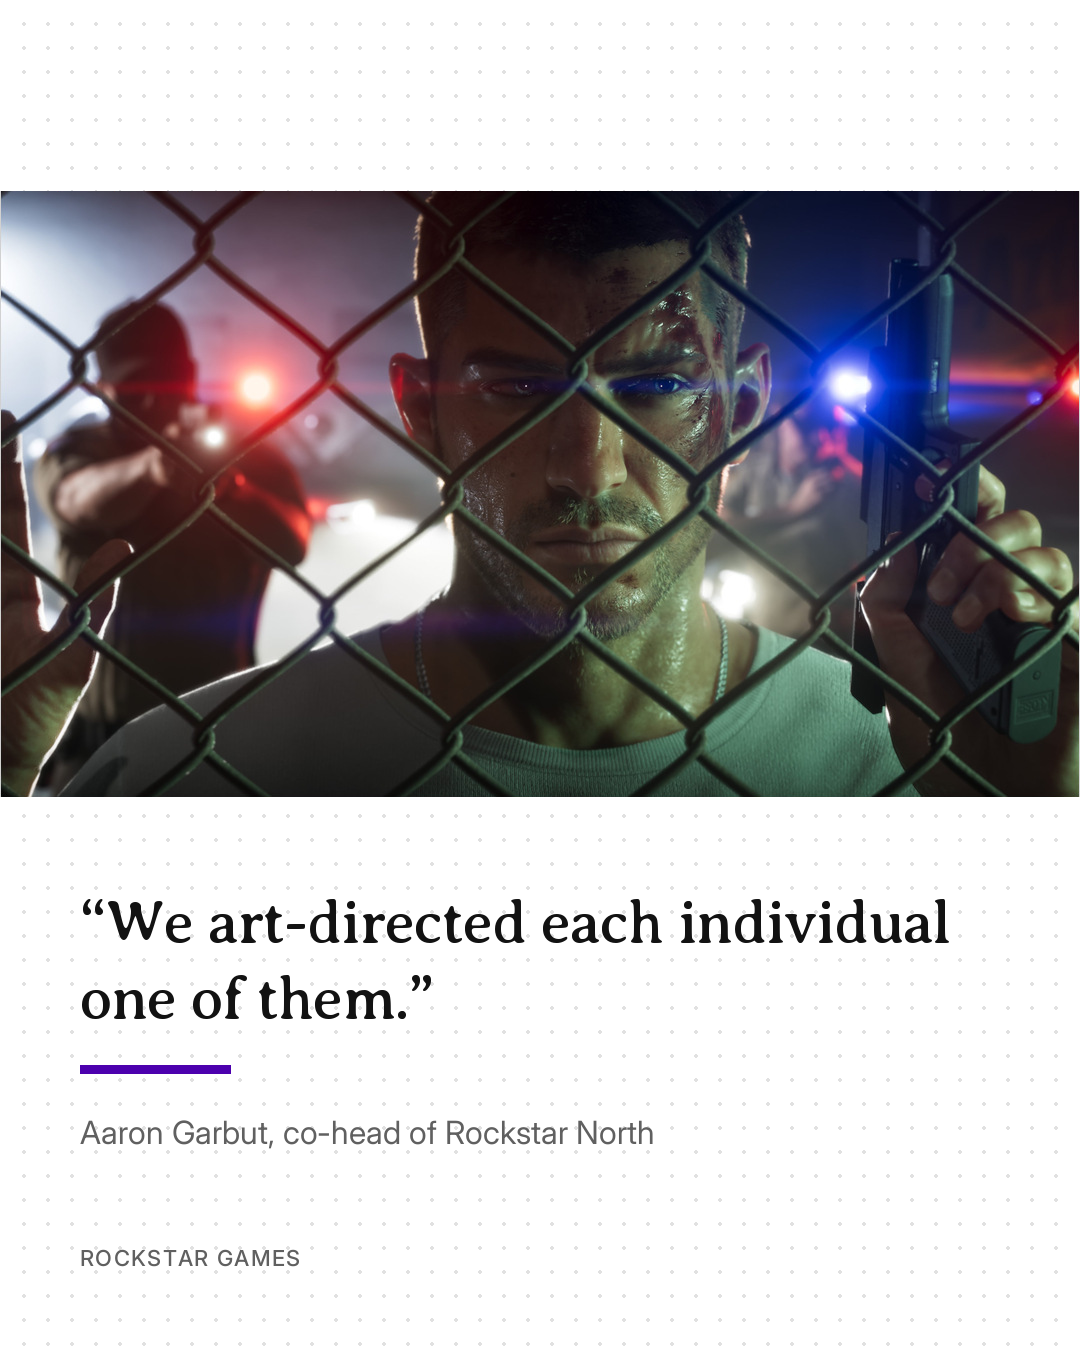 “We art-directed each individual
one of them.”
Aaron Garbut, co-head of Rockstar North
ROCKSTAR GAMES